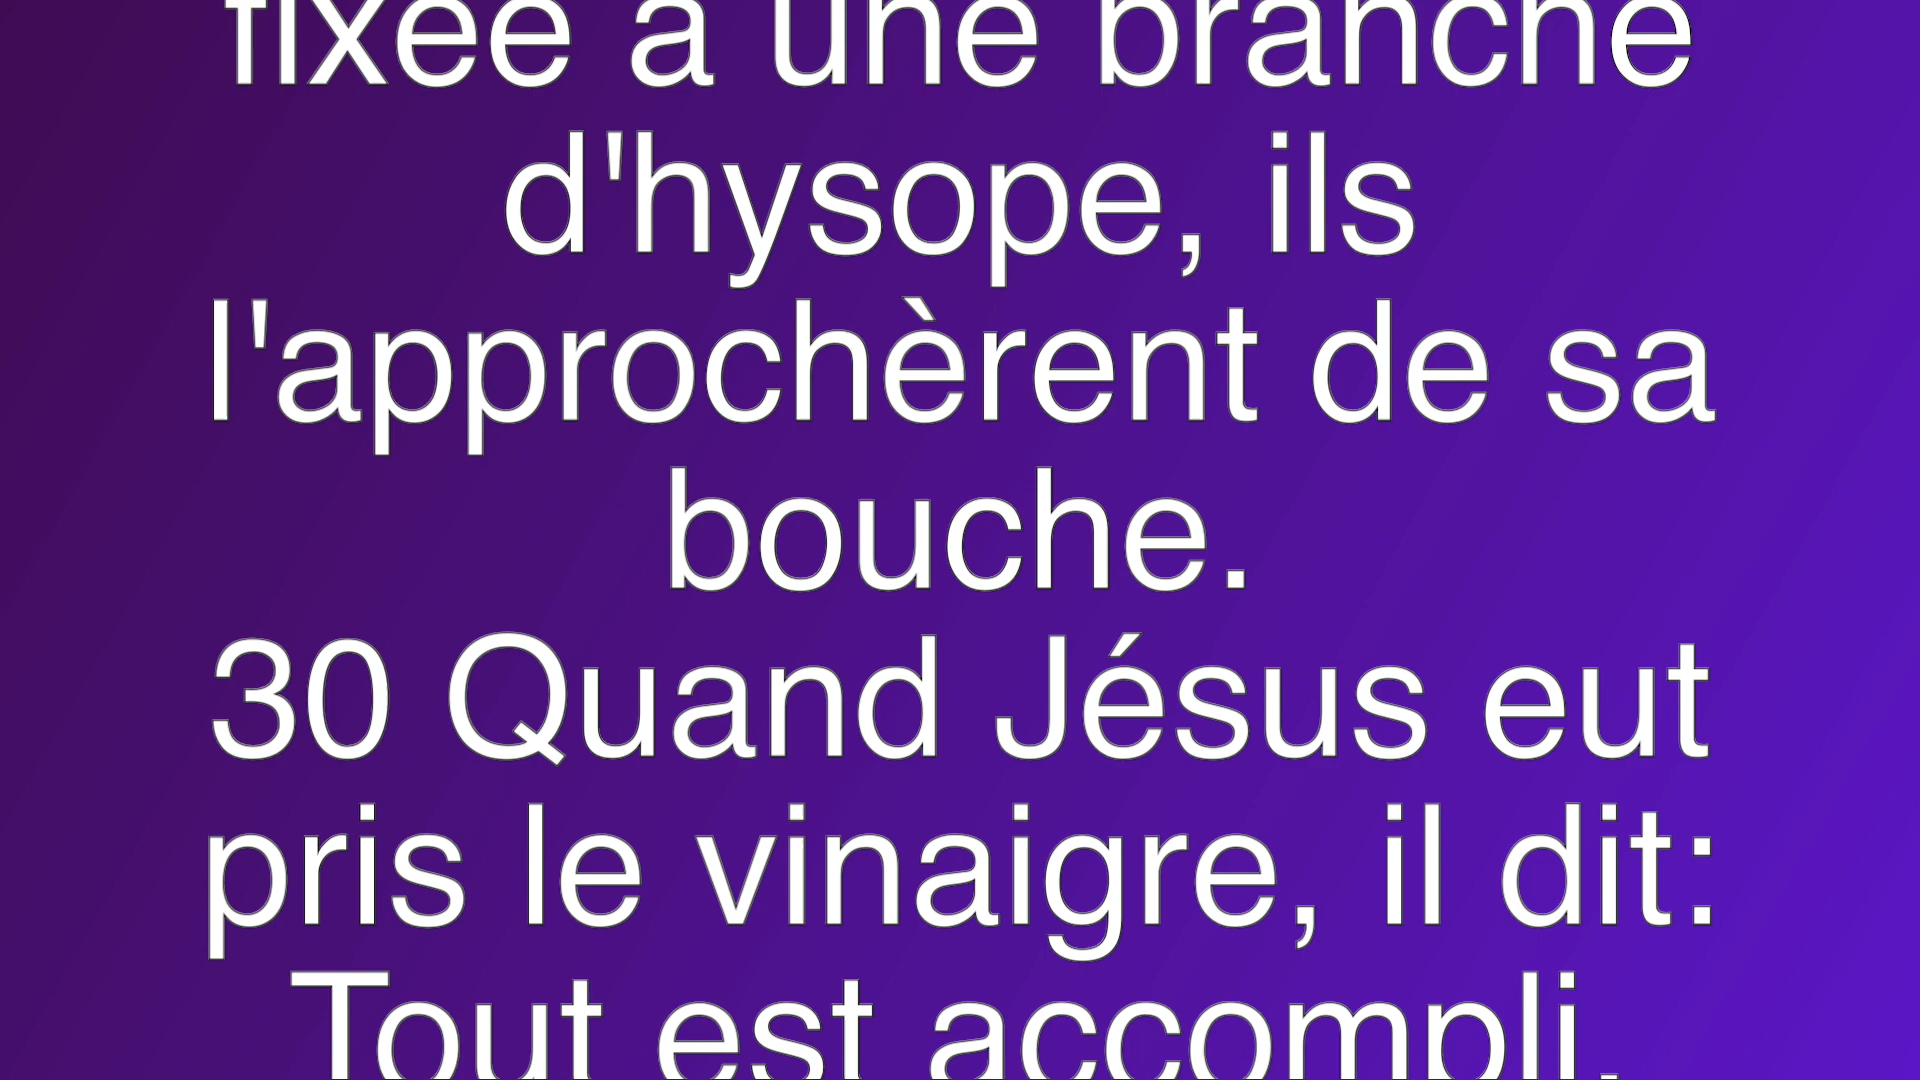 fixée à une branche
d'hysope, ils
l'approchèrent de sa
bouche.
30 Quand Jésus eut
pris le vinaigre, il dit:
Tout est accompli.